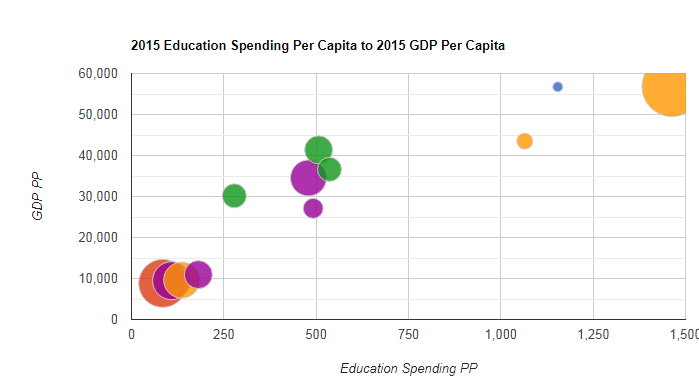 2015 Education Spending Per Capita to 2015 GDP Per Capita
60,000
50,000
40,000
30,000
20,000
10,000
0
GDP PP
0 250 500 750 1,000 1,250 1,500
Education Spending PP